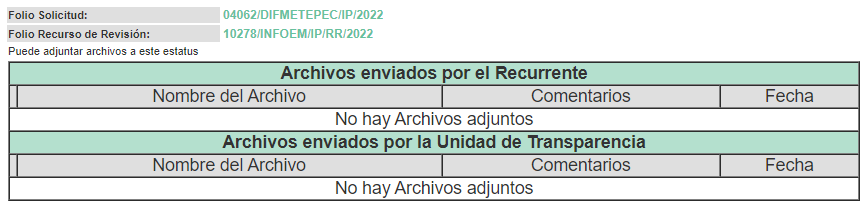 Folio Solicitud: 04062/DIFMETEPEC/IP/2022
Folio Recurso de Revisión: 10278/INFOEM/IP/RR/2022
Puede adjuntar archivos a este estatus
Archivos enviados por el Recurrente
Nombre del Archivo Comentarios Fecha
No hay Archivos adjuntos
Archivos enviados por la Unidad de Transparencia
Nombre del Archivo Comentarios Fecha
No hay Archivos adjuntos